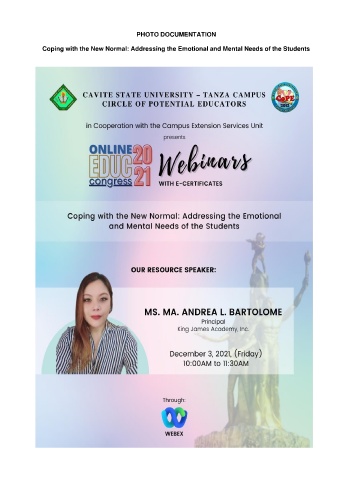 PHOTO DOCUMENTATION
Coping with the New Normal: Addressing the Emotional and Mental Needs of the Students
CAVITE STATE UNIVERSITY – TANZA CAMPUS
CIRCLE OF POTENTIAL EDUCATORS
in Cooperation with the Campus Extension Services Unit
presents
ONLINE
EDUC
congress
20
21
Webinars
WITH E-CERTIFICATES
Coping with the New Normal: Addressing the Emotional
and Mental Needs of the Students
OUR RESOURCE SPEAKER:
MS. MA. ANDREA L. BARTOLOME
Principal
King James Academy, Inc.
December 3, 2021, (Friday)
10:00AM to 11:30AM
Through:
WEBEX